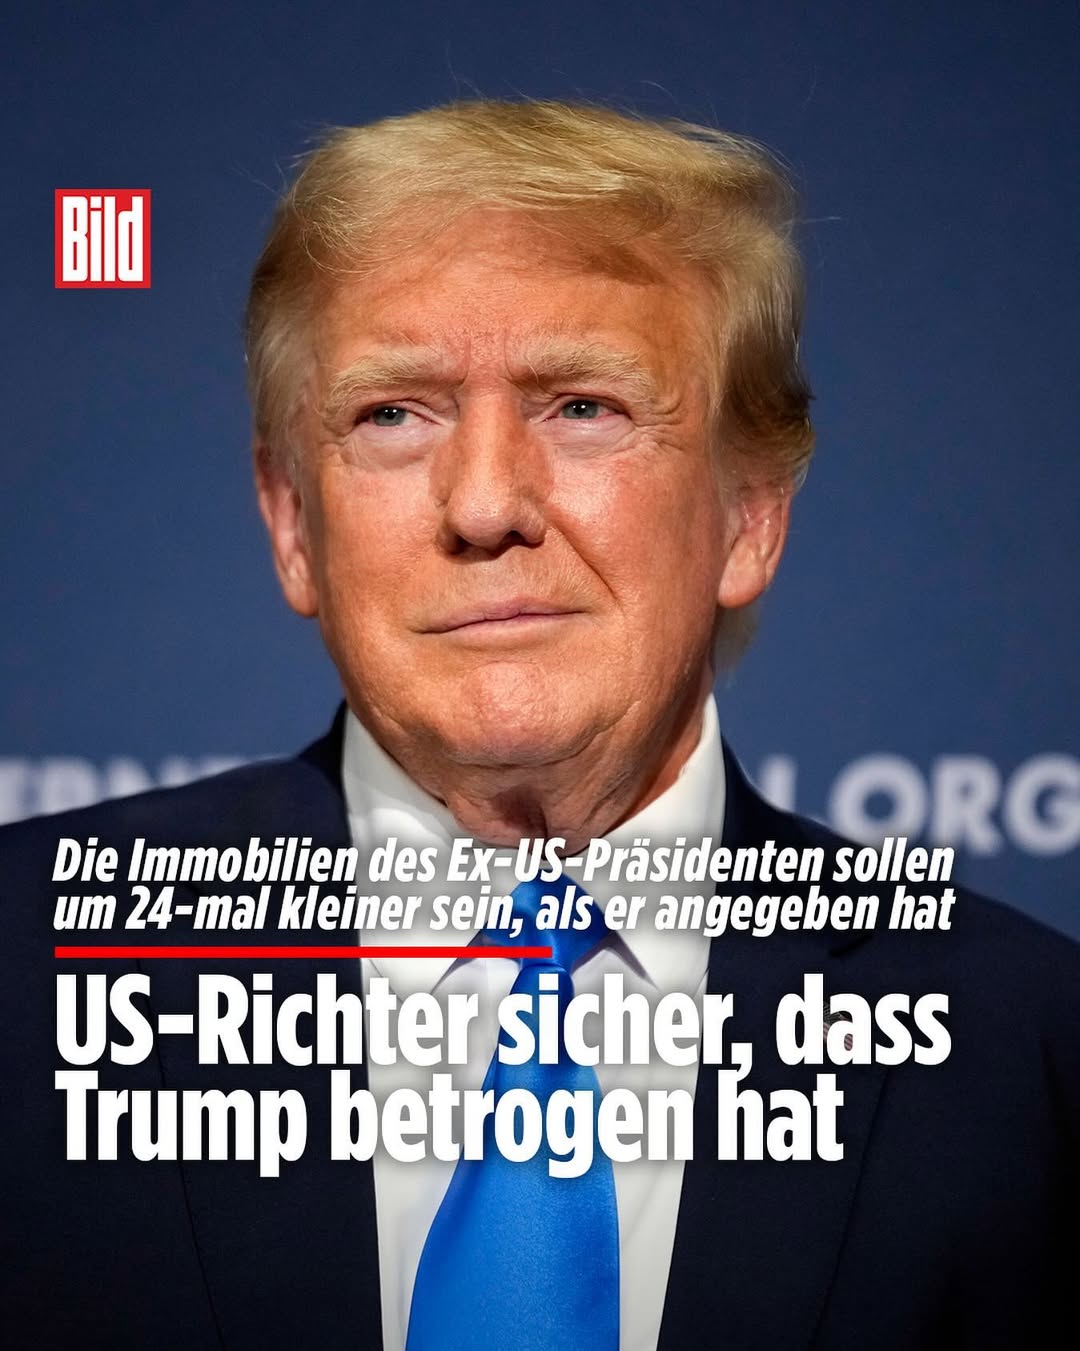 Bild
ORG
Die Immobilien des Ex-US-Präsidenten sollen
um 24-mal kleiner sein, als er angegeben hat
US-Richter sicher, dass
Trump betrogen hat